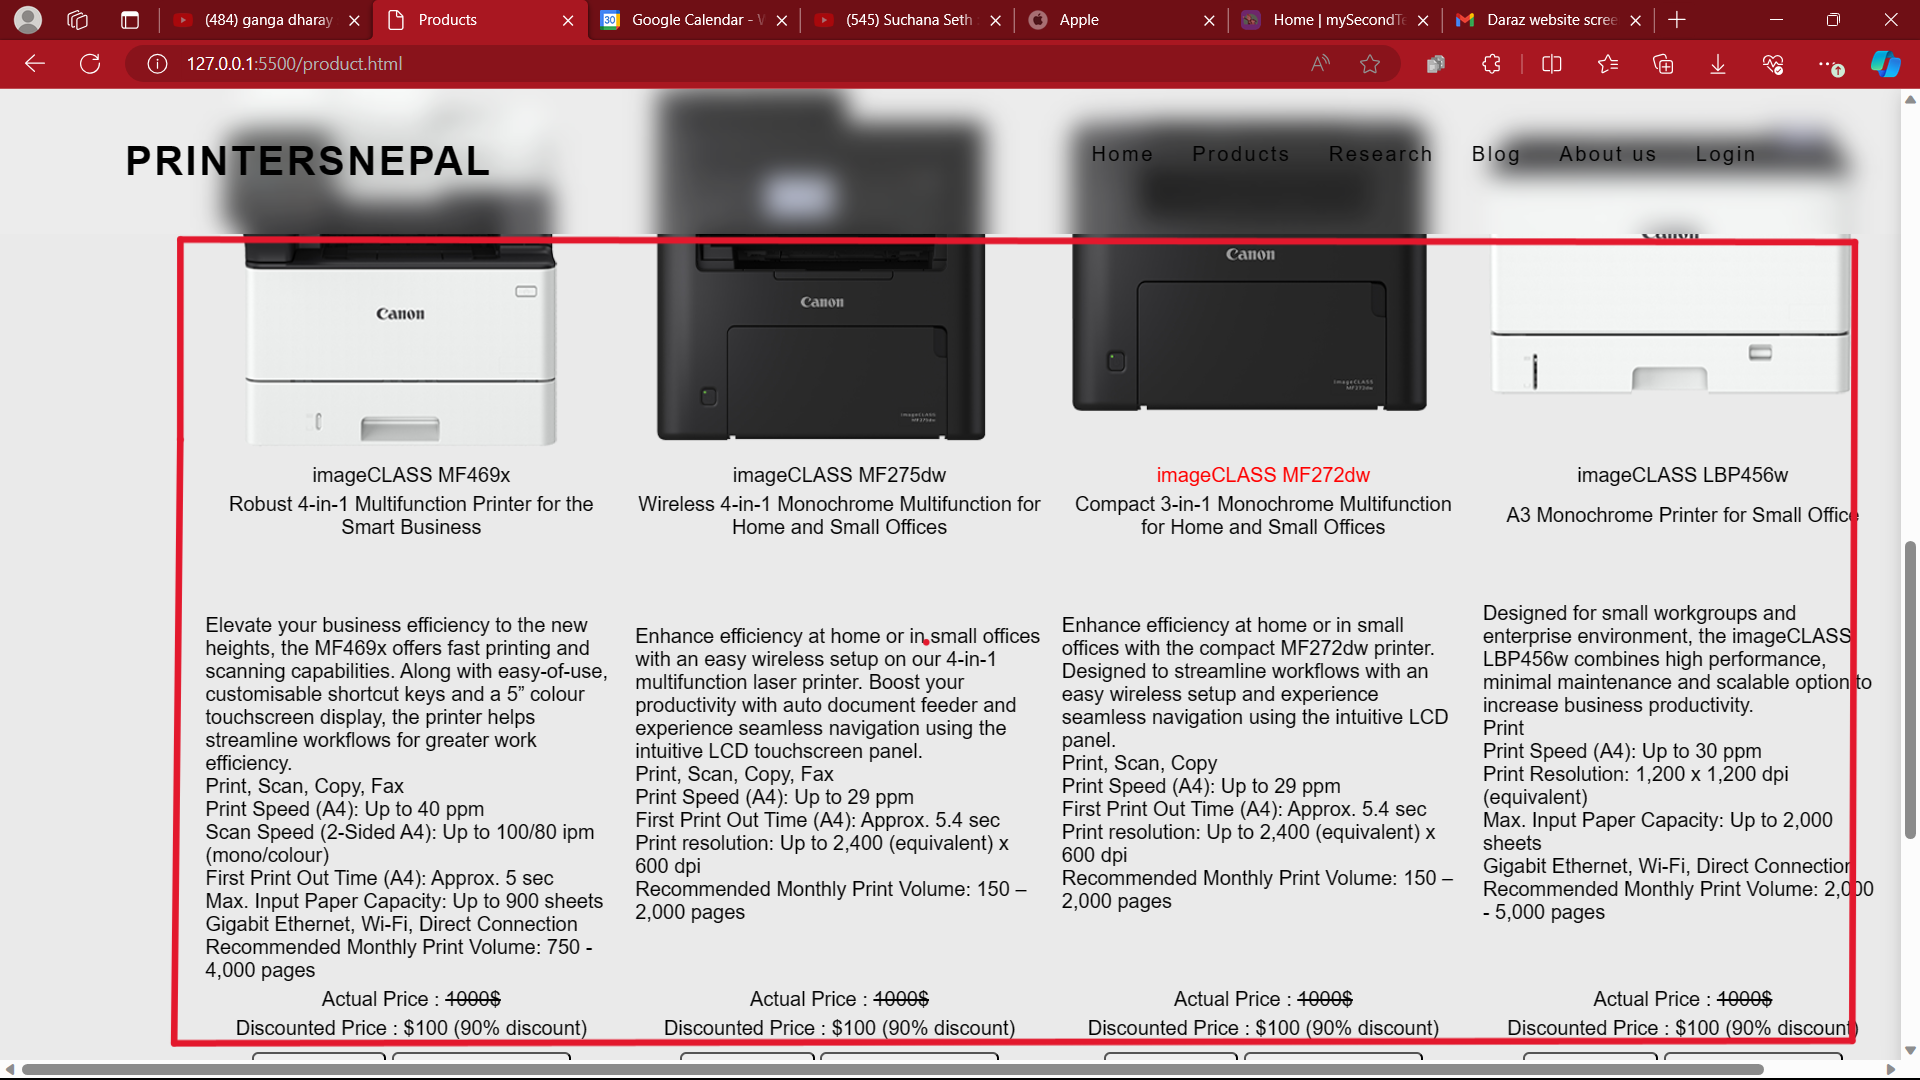 (484) ganga dharay
Products
Google Calendar - W
(545) Suchana Seth
Apple
Home | mySecondTe
Daraz website scree
127.0.0.1:5500/product.html
PRINTERSNEPAL
Home
Products
Research
Blog
About us
Login
Canon
Canon
Canon
Canon
imageCLASS MF469x
Robust 4-in-1 Multifunction Printer for the
Smart Business
Elevate your business efficiency to the new
heights, the MF469x offers fast printing and
scanning capabilities. Along with easy-of-use,
customisable shortcut keys and a 5” colour
touchscreen display, the printer helps
streamline workflows for greater work
efficiency.
Print, Scan, Copy, Fax
Print Speed (A4): Up to 40 ppm
Scan Speed (2-Sided A4): Up to 100/80 ipm
(mono/colour)
First Print Out Time (A4): Approx. 5 sec
Max. Input Paper Capacity: Up to 900 sheets
Gigabit Ethernet, Wi-Fi, Direct Connection
Recommended Monthly Print Volume: 750 -
4,000 pages
Actual Price : 1000$
Discounted Price : $100 (90% discount)
imageCLASS MF275dw
Wireless 4-in-1 Monochrome Multifunction for
Home and Small Offices
Enhance efficiency at home or in small offices
with an easy wireless setup on our 4-in-1
multifunction laser printer. Boost your
productivity with auto document feeder and
experience seamless navigation using the
intuitive LCD touchscreen panel.
Print, Scan, Copy, Fax
Print Speed (A4): Up to 29 ppm
First Print Out Time (A4): Approx. 5.4 sec
Print resolution: Up to 2,400 (equivalent) x
600 dpi
Recommended Monthly Print Volume: 150 –
2,000 pages
Actual Price : 1000$
Discounted Price : $100 (90% discount)
imageCLASS
MF272dw
imageCLASS MF272dw
Compact 3-in-1 Monochrome Multifunction
for Home and Small Offices
Enhance efficiency at home or in small
offices with the compact MF272dw printer.
Designed to streamline workflows with an
easy wireless setup and experience
seamless navigation using the intuitive LCD
panel.
Print, Scan, Copy
Print Speed (A4): Up to 29 ppm
First Print Out Time (A4): Approx. 5.4 sec
Print resolution: Up to 2,400 (equivalent) x
600 dpi
Recommended Monthly Print Volume: 150 –
2,000 pages
Actual Price : 1000$
Discounted Price : $100 (90% discount)
imageCLASS LBP456w
A3 Monochrome Printer for Small Office
Designed for small workgroups and
enterprise environment, the imageCLASS
LBP456w combines high performance,
minimal maintenance and scalable option to
increase business productivity.
Print
Print Speed (A4): Up to 30 ppm
Print Resolution: 1,200 x 1,200 dpi
(equivalent)
Max. Input Paper Capacity: Up to 2,000
sheets
Gigabit Ethernet, Wi-Fi, Direct Connection
Recommended Monthly Print Volume: 2,000
- 5,000 pages
Actual Price : 1000$
Discounted Price : $100 (90% discount)